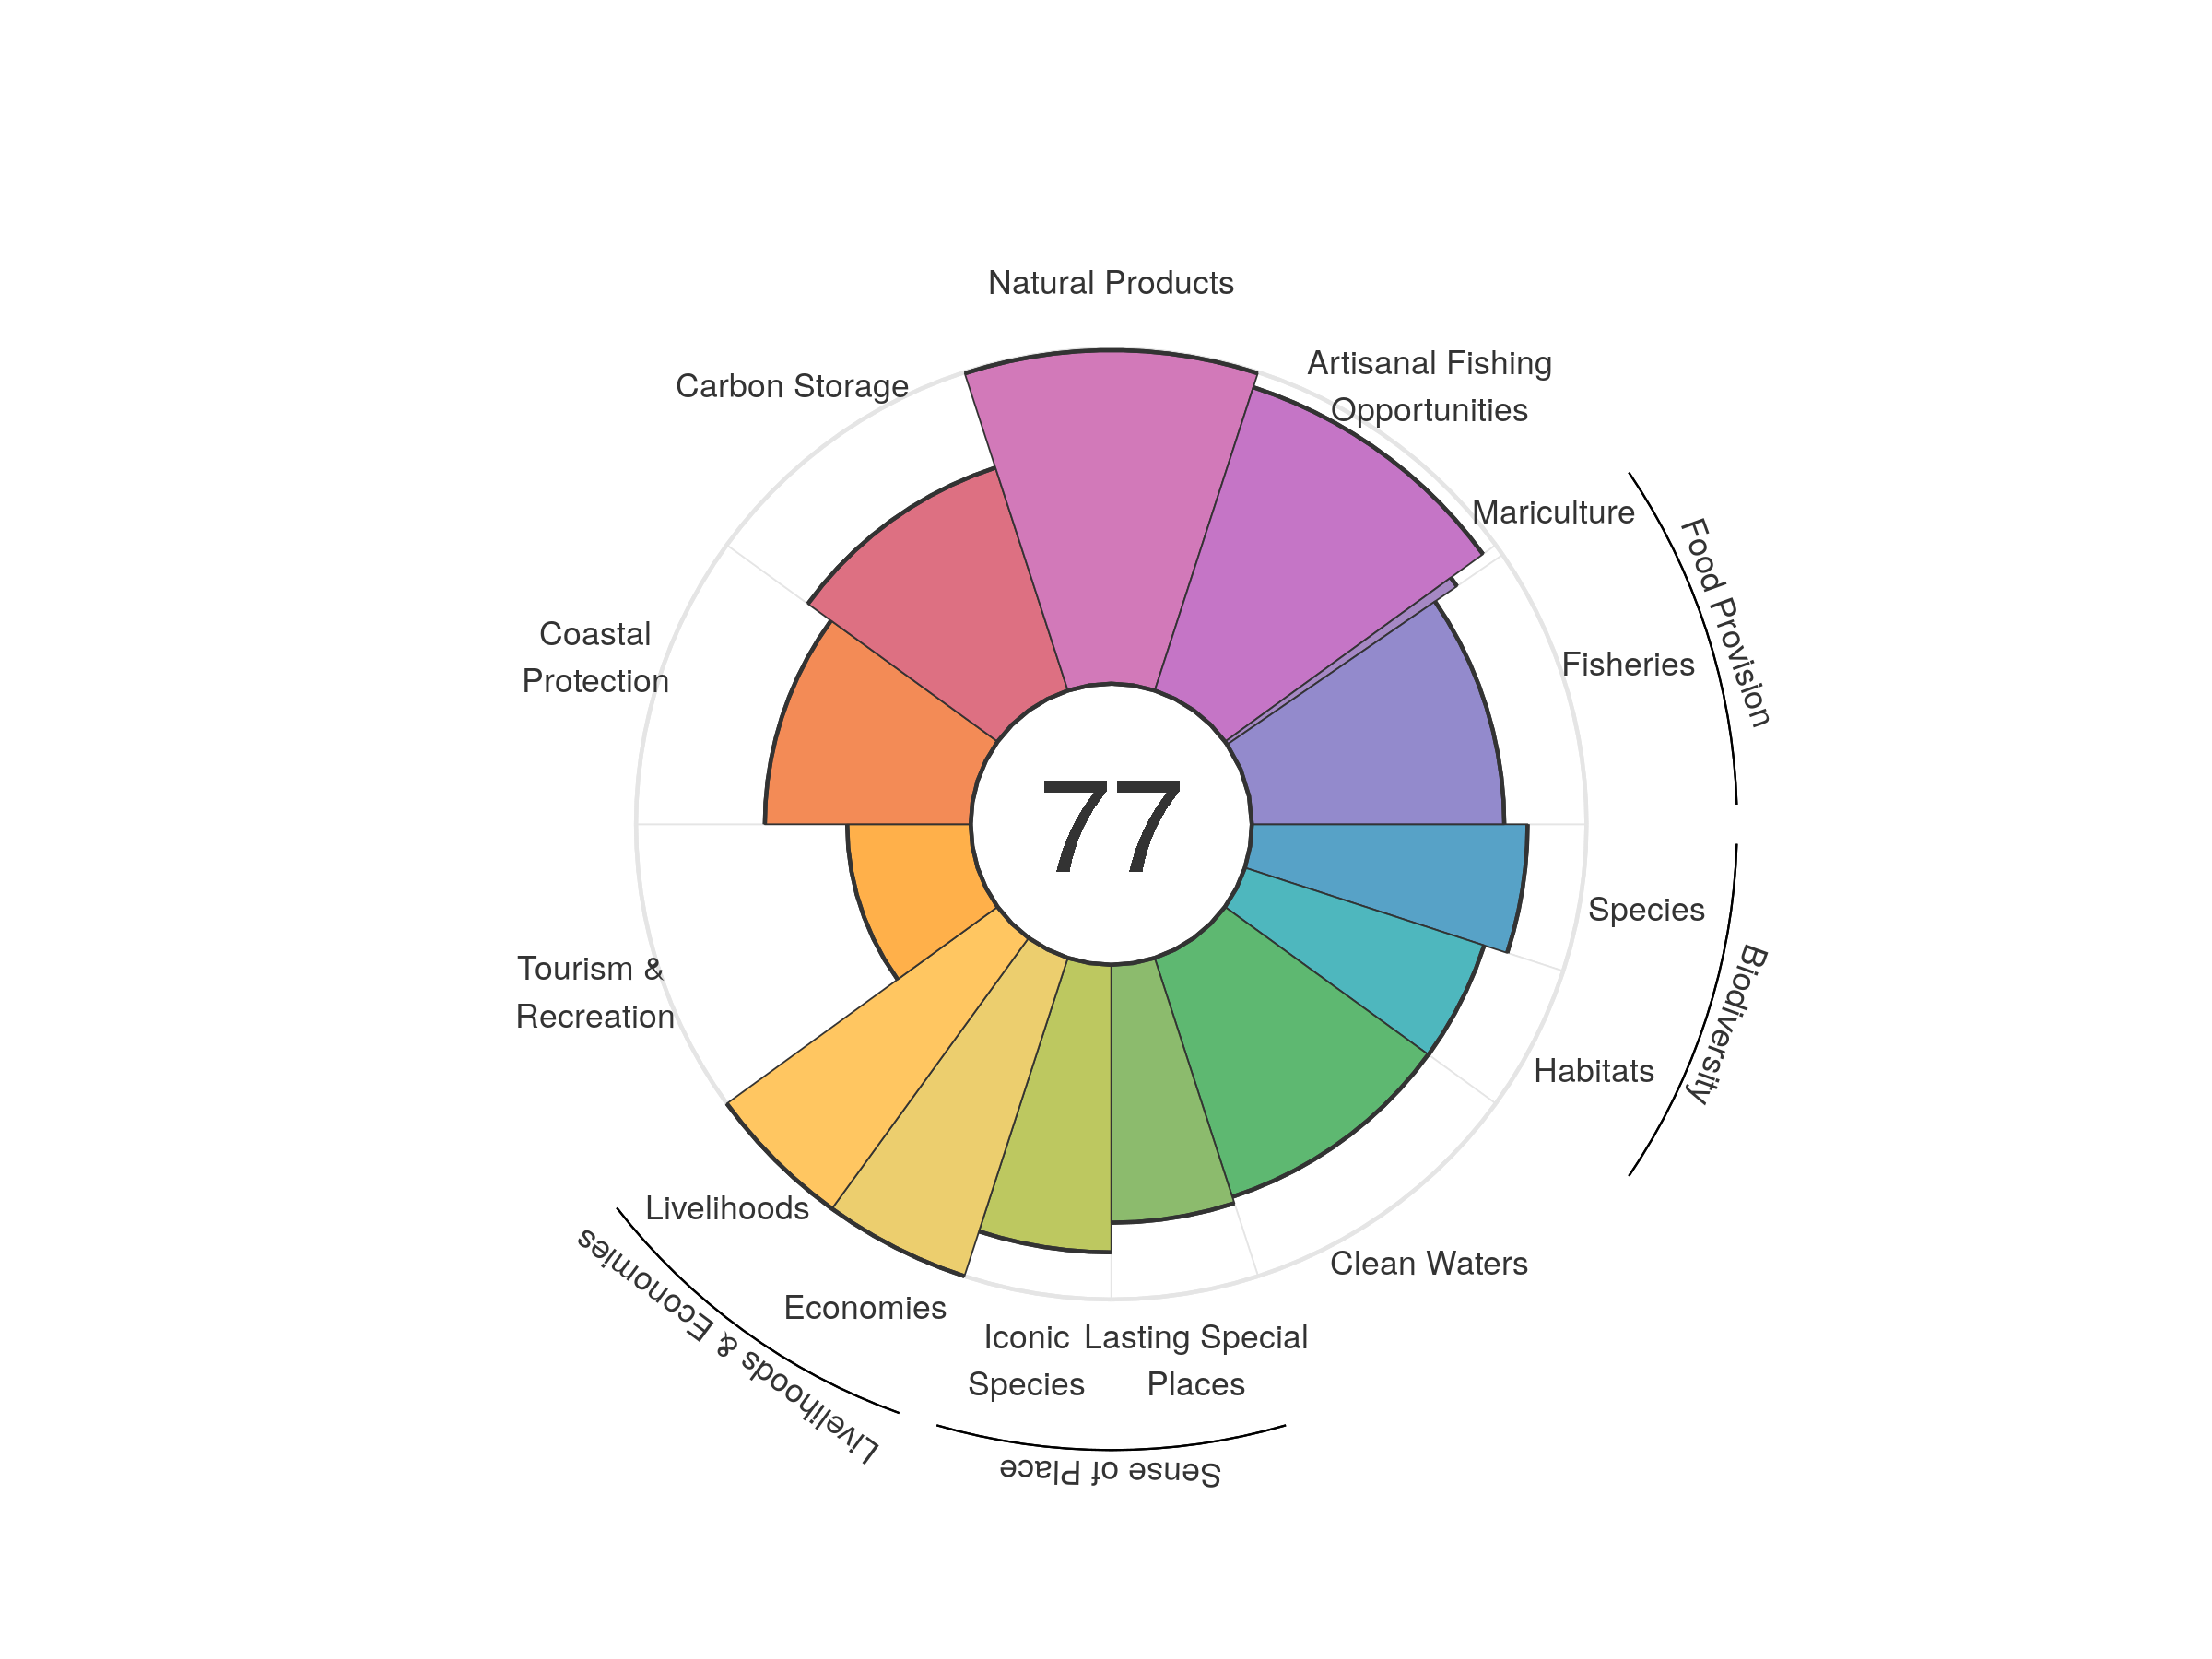 Natural Products
Artisanal Fishing
Opportunities
Carbon Storage
Mariculture
Food Provision
Coastal
Protection
Fisheries
77
Species
Biodiversity
Tourism &
Recreation
Habitats
Livelihoods
Clean Waters
Economies
Livelihoods & Economies
Iconic
Species
Lasting Special
Places
Sense of Place